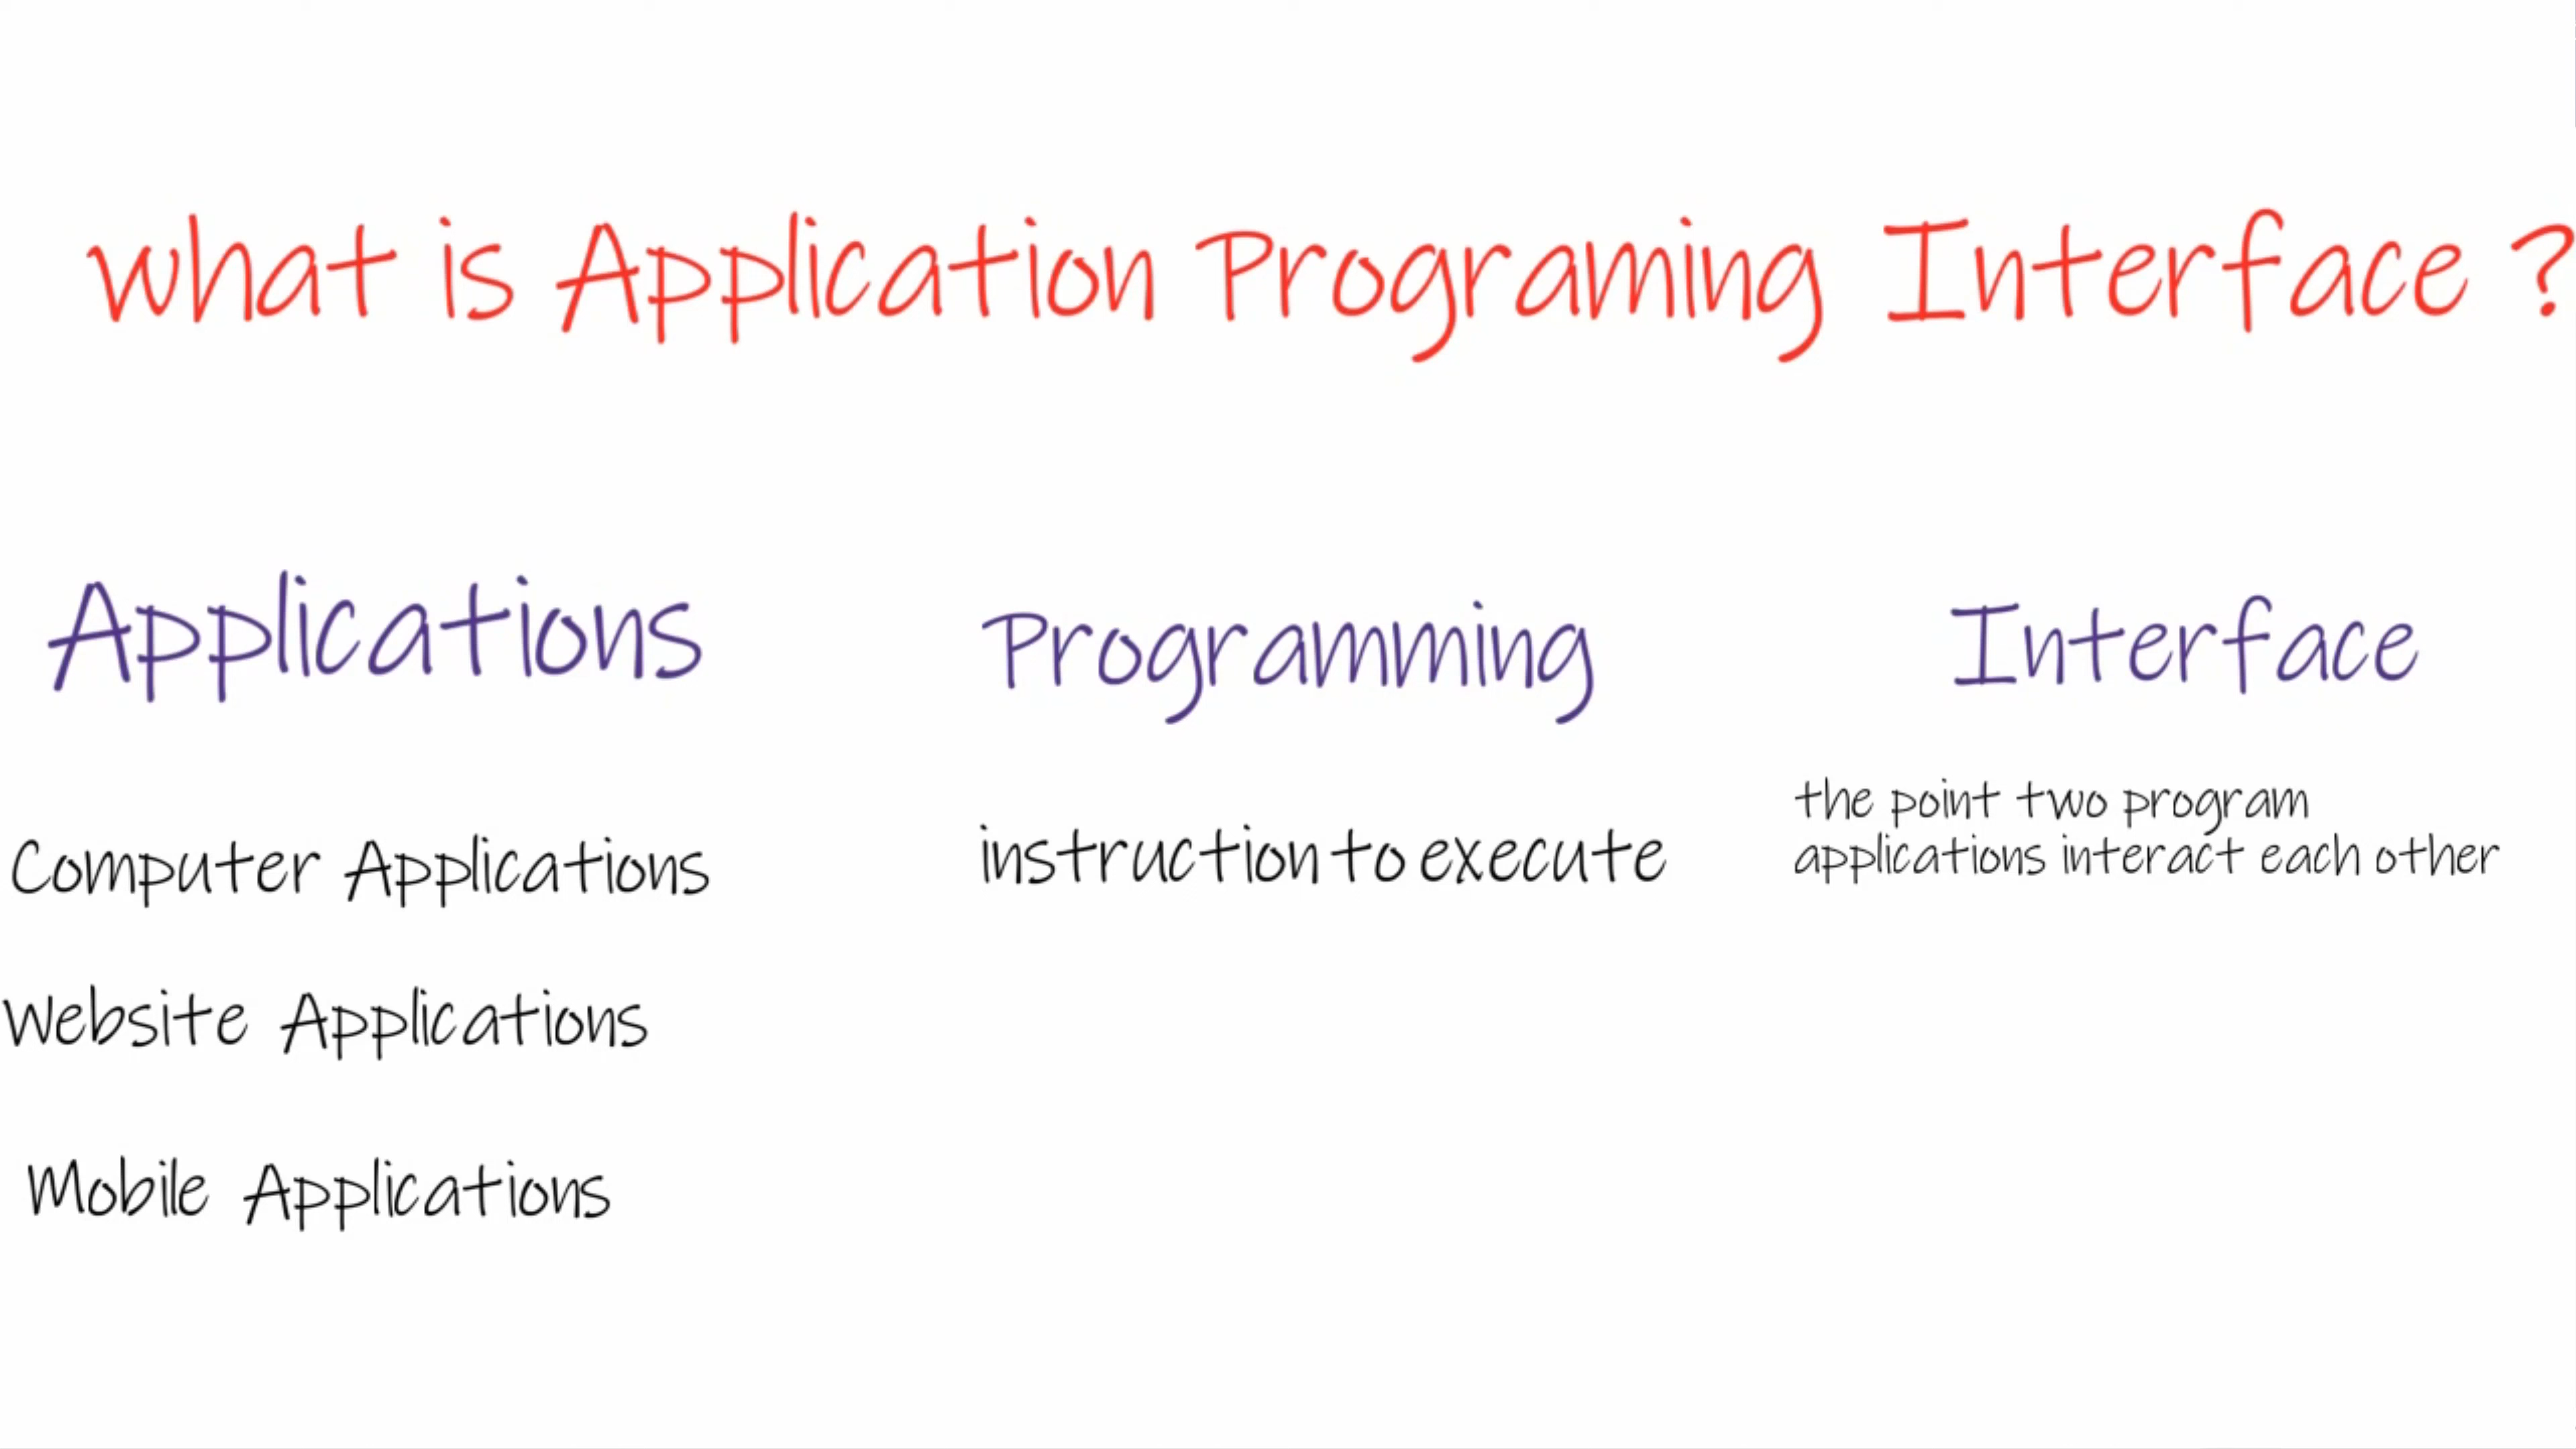 what is Application Programing Interface ?
Applications
Computer Applications
Website Applications
Mobile Applications
Programming
instruction to execute
Interface
the point two program
applications interact each other